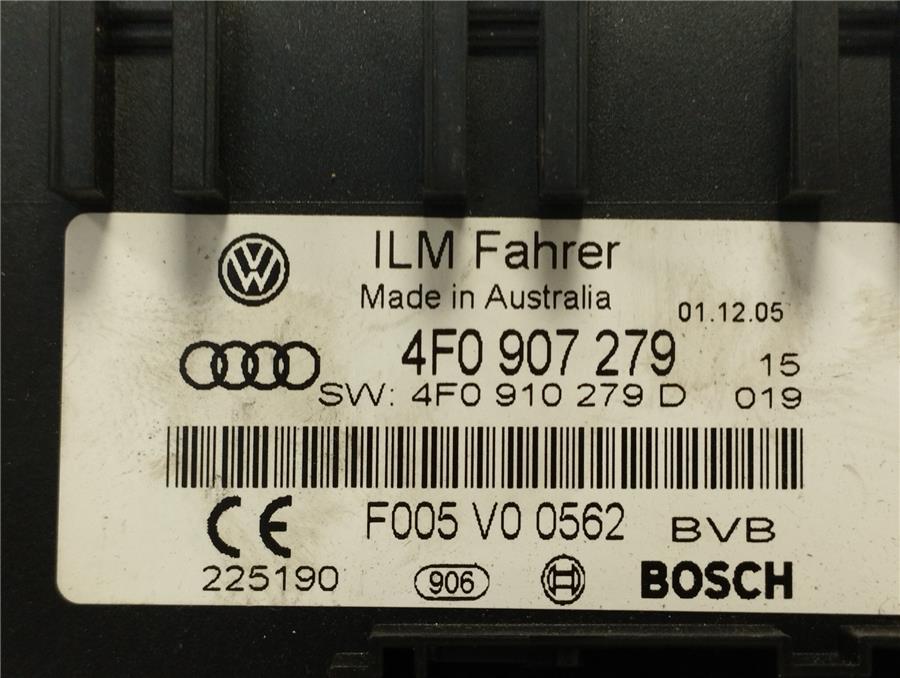 ILM Fahrer
Made in Australia
01.12.05
4F0 907 279 15
SW: 4F0 910 279 D 019
CE F005 V0 0562 BVB
225190 906 BOSCH